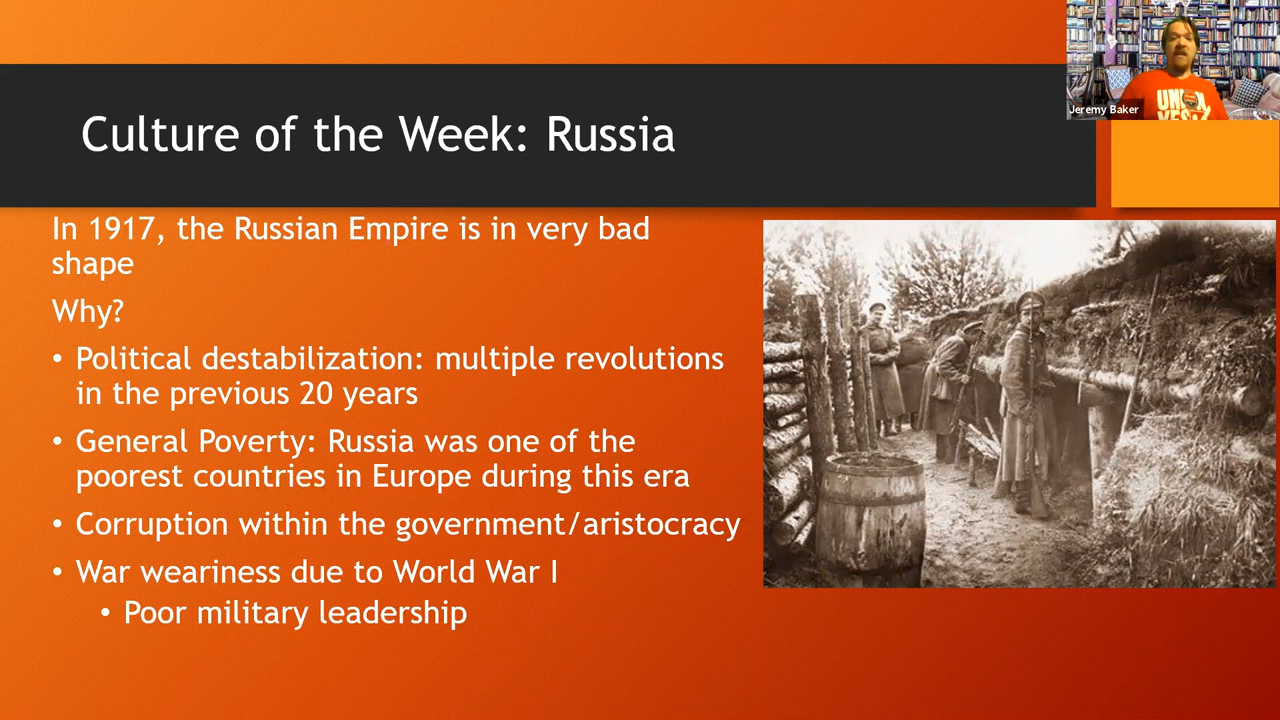 Jeremy Baker
UNION
YES!
Culture of the Week: Russia
In 1917, the Russian Empire is in very bad
shape
Why?
• Political destabilization: multiple revolutions
in the previous 20 years
• General Poverty: Russia was one of the
poorest countries in Europe during this era
• Corruption within the government/aristocracy
• War weariness due to World War I
• Poor military leadership